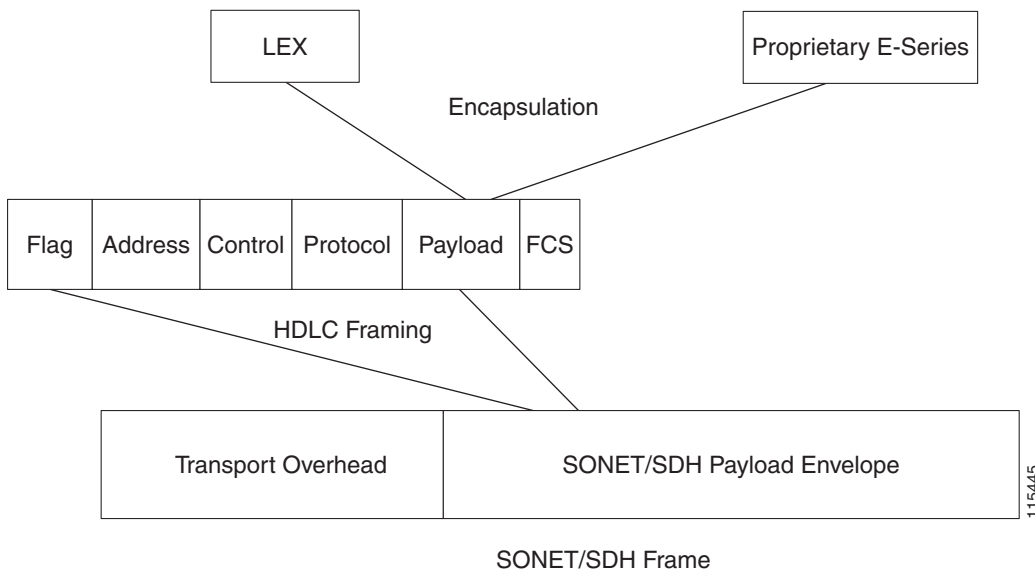 LEX
Proprietary E-Series
Encapsulation
Flag
Address
Control
Protocol
Payload
FCS
HDLC Framing
Transport Overhead
SONET/SDH Payload Envelope
115445
SONET/SDH Frame